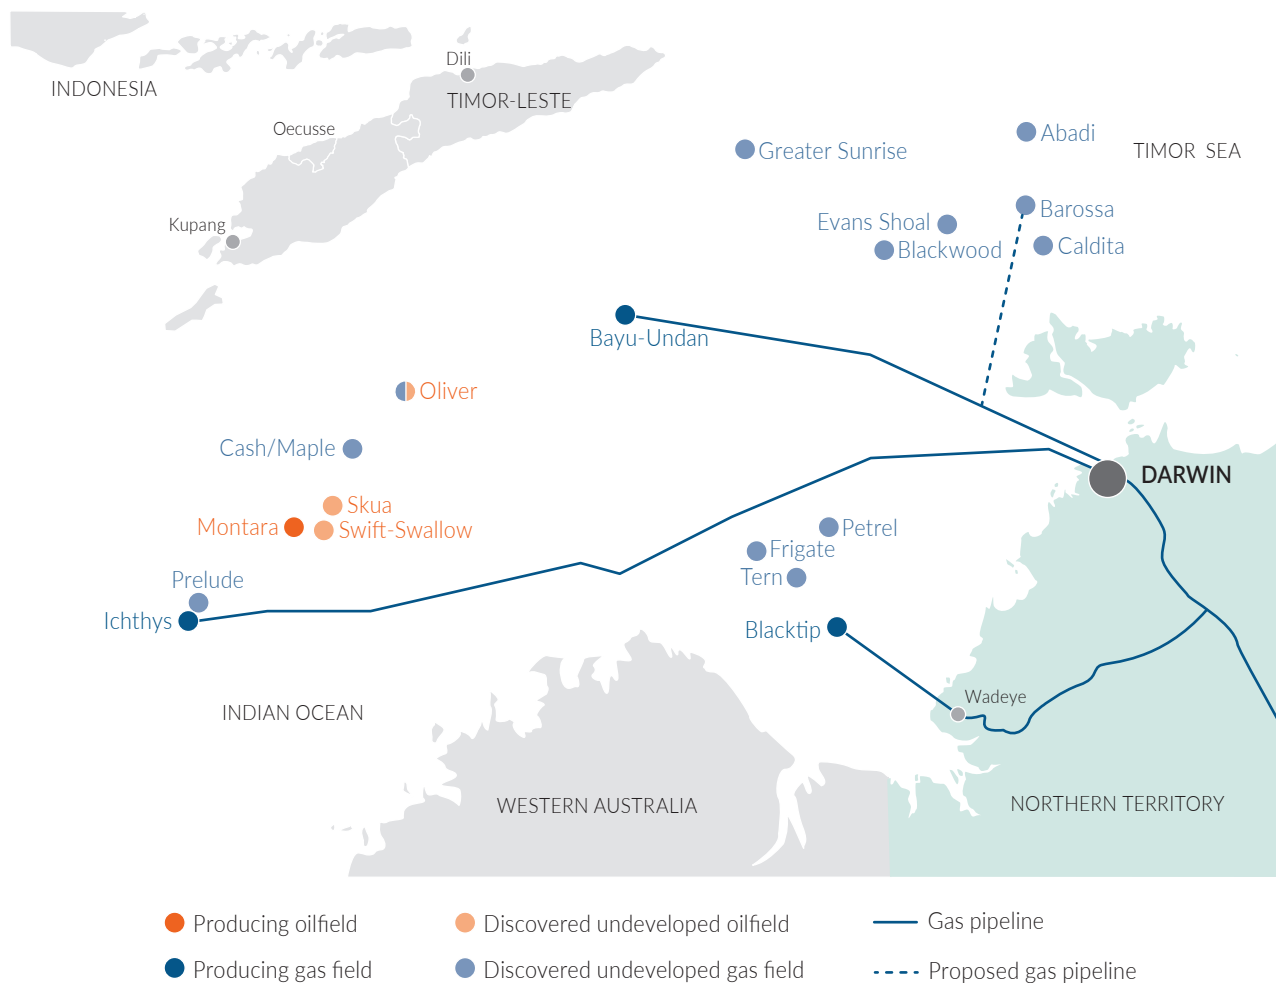 Dili
INDONESIA
TIMOR-LESTE
Oecusse
Abadi
Greater Sunrise
TIMOR SEA
Barossa
Kupang
Evans Shoal
Caldita
Blackwood
Bayu-Undan
Oliver
Cash/Maple
DARWIN
Skua
Montara
Swift-Swallow
Petrel
Frigate
Prelude
Tern
Ichthys
Blacktip
Wadeye
INDIAN OCEAN
WESTERN AUSTRALIA
NORTHERN TERRITORY
Producing oilfield
Discovered undeveloped oilfield
Gas pipeline
Producing gas field
Discovered undeveloped gas field
Proposed gas pipeline